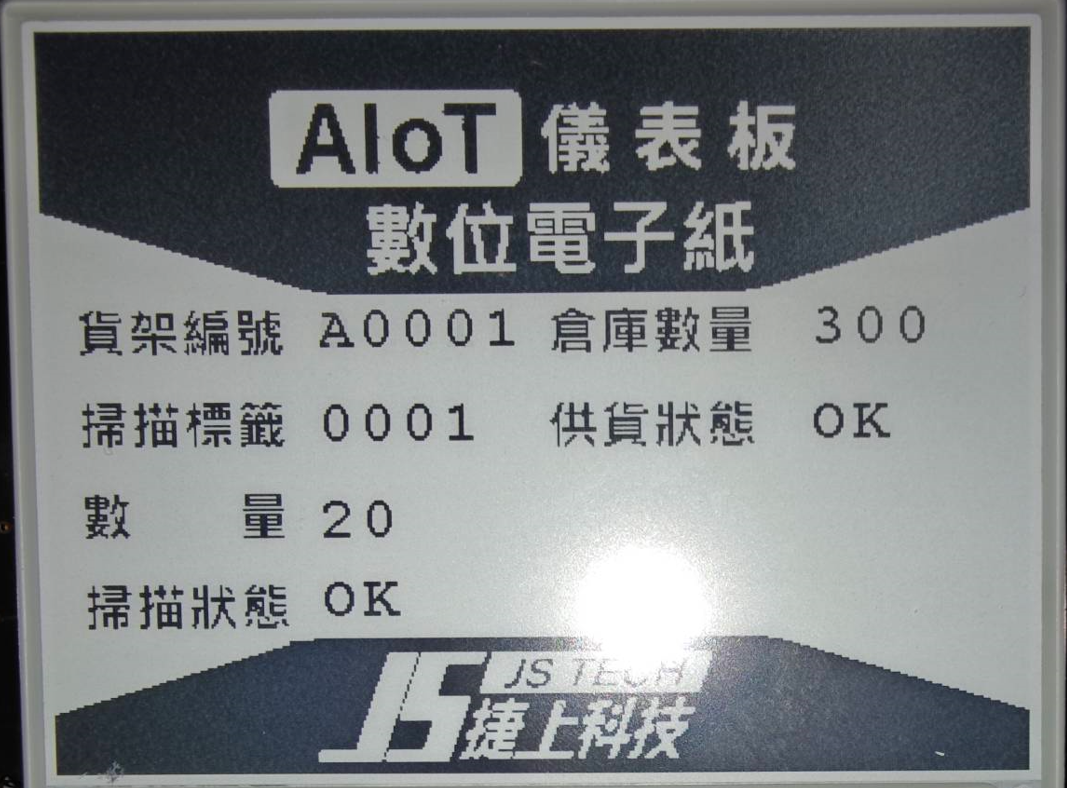 AIoT 儀表板
數位電子紙
貨架編號 A0001 倉庫數量 300
掃描標籤 0001 供貨狀態 OK
數 量 20
掃描狀態 OK
JS JS TECH
捷上科技